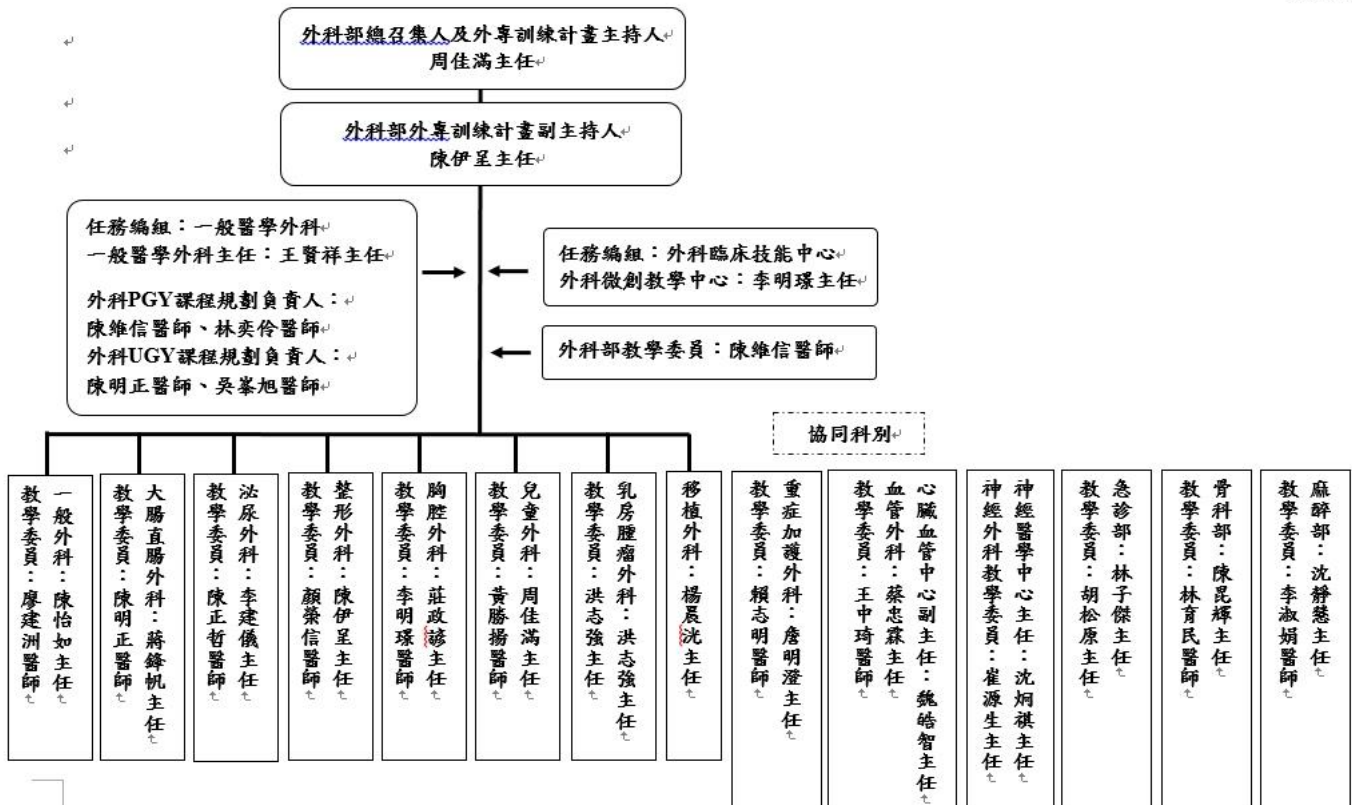 外科部總召集人及外專訓練計畫主持人
周佳滿主任
外科部外專訓練計畫副主持人
陳伊呈主任
任務編組：一般醫學外科
一般醫學外科主任：王賢祥主任
外科PGY課程規劃負責人：
陳維信醫師、林奕伶醫師
外科UGY課程規劃負責人：
陳明正醫師、吳峯旭醫師
任務編組：外科臨床技能中心
外科微創教學中心：李明璟主任
外科部教學委員：陳維信醫師
協同科別
一般外科：陳怡如主任
教學委員：廖建洲醫師
大腸直腸外科：蔣鋒帆主任
教學委員：陳明正醫師
泌尿外科：李建儀主任
教學委員：陳正哲醫師
整形外科：陳伊呈主任
教學委員：顏榮信醫師
胸腔外科：莊政諺主任
教學委員：李明璟醫師
兒童外科：周佳滿主任
教學委員：黃勝揚醫師
乳房腫瘤外科：洪志強主任
教學委員：洪志強主任
移植外科：楊晨洸主任
重症加護外科：詹明澄主任
教學委員：賴志明醫師
心臟血管中心副主任：魏皓智主任
血管外科：蔡忠霖主任
教學委員：王中琦醫師
神經醫學中心主任：沈炯祺主任
神經外科教學委員：崔源生主任
急診部：林子傑主任
教學委員：胡松原主任
骨科部：陳昆輝主任
教學委員：林育民醫師
麻醉部：沈靜慧主任
教學委員：李淑娟醫師